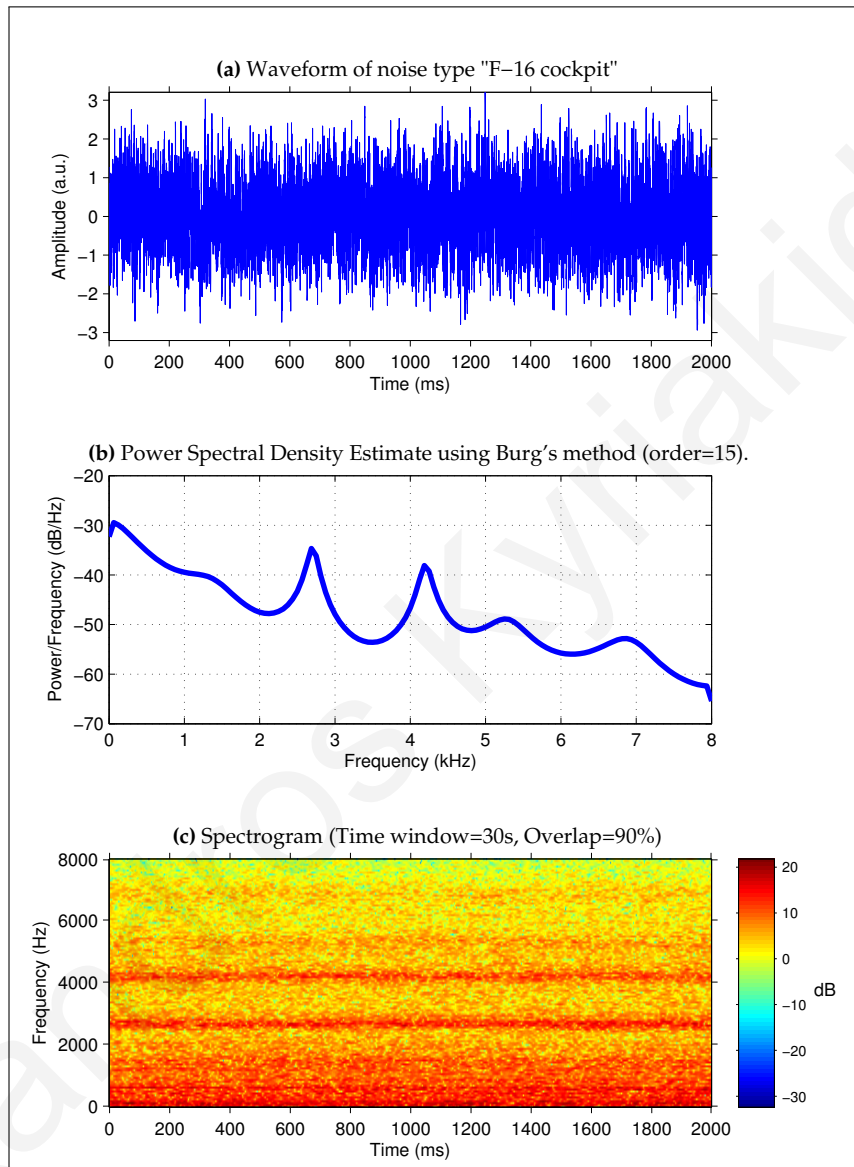 (a) Waveform of noise type "F−16 cockpit"
3
2
1
0
−1
−2
−3
Amplitude (a.u.)
0 200 400 600 800 1000 1200 1400 1600 1800 2000
Time (ms)
(b) Power Spectral Density Estimate using Burg's method (order=15).
−20
−30
−40
−50
−60
−70
Power/Frequency (dB/Hz)
0 1 2 3 4 5 6 7 8
Frequency (kHz)
(c) Spectrogram (Time window=30s, Overlap=90%)
8000
6000
4000
2000
0
Frequency (Hz)
0 200 400 600 800 1000 1200 1400 1600 1800 2000
Time (ms)
20
10
0
−10
−20
−30
dB
ros Kyriakid